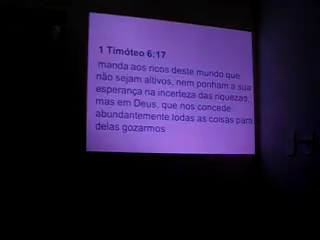 1 Timóteo 6:17
manda aos ricos deste mundo que
não sejam altivos, nem ponham a sua
esperança na incerteza das riquezas,
mas em Deus, que nos concede
abundantemente todas as coisas para
delas gozarmos